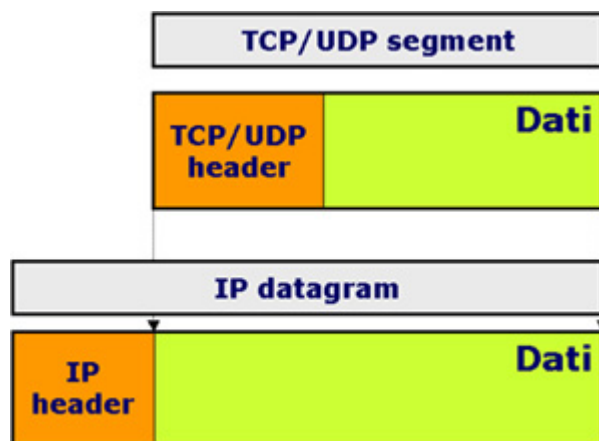 TCP/UDP segment
TCP/UDP
header
Dati
IP datagram
IP
header
Dati